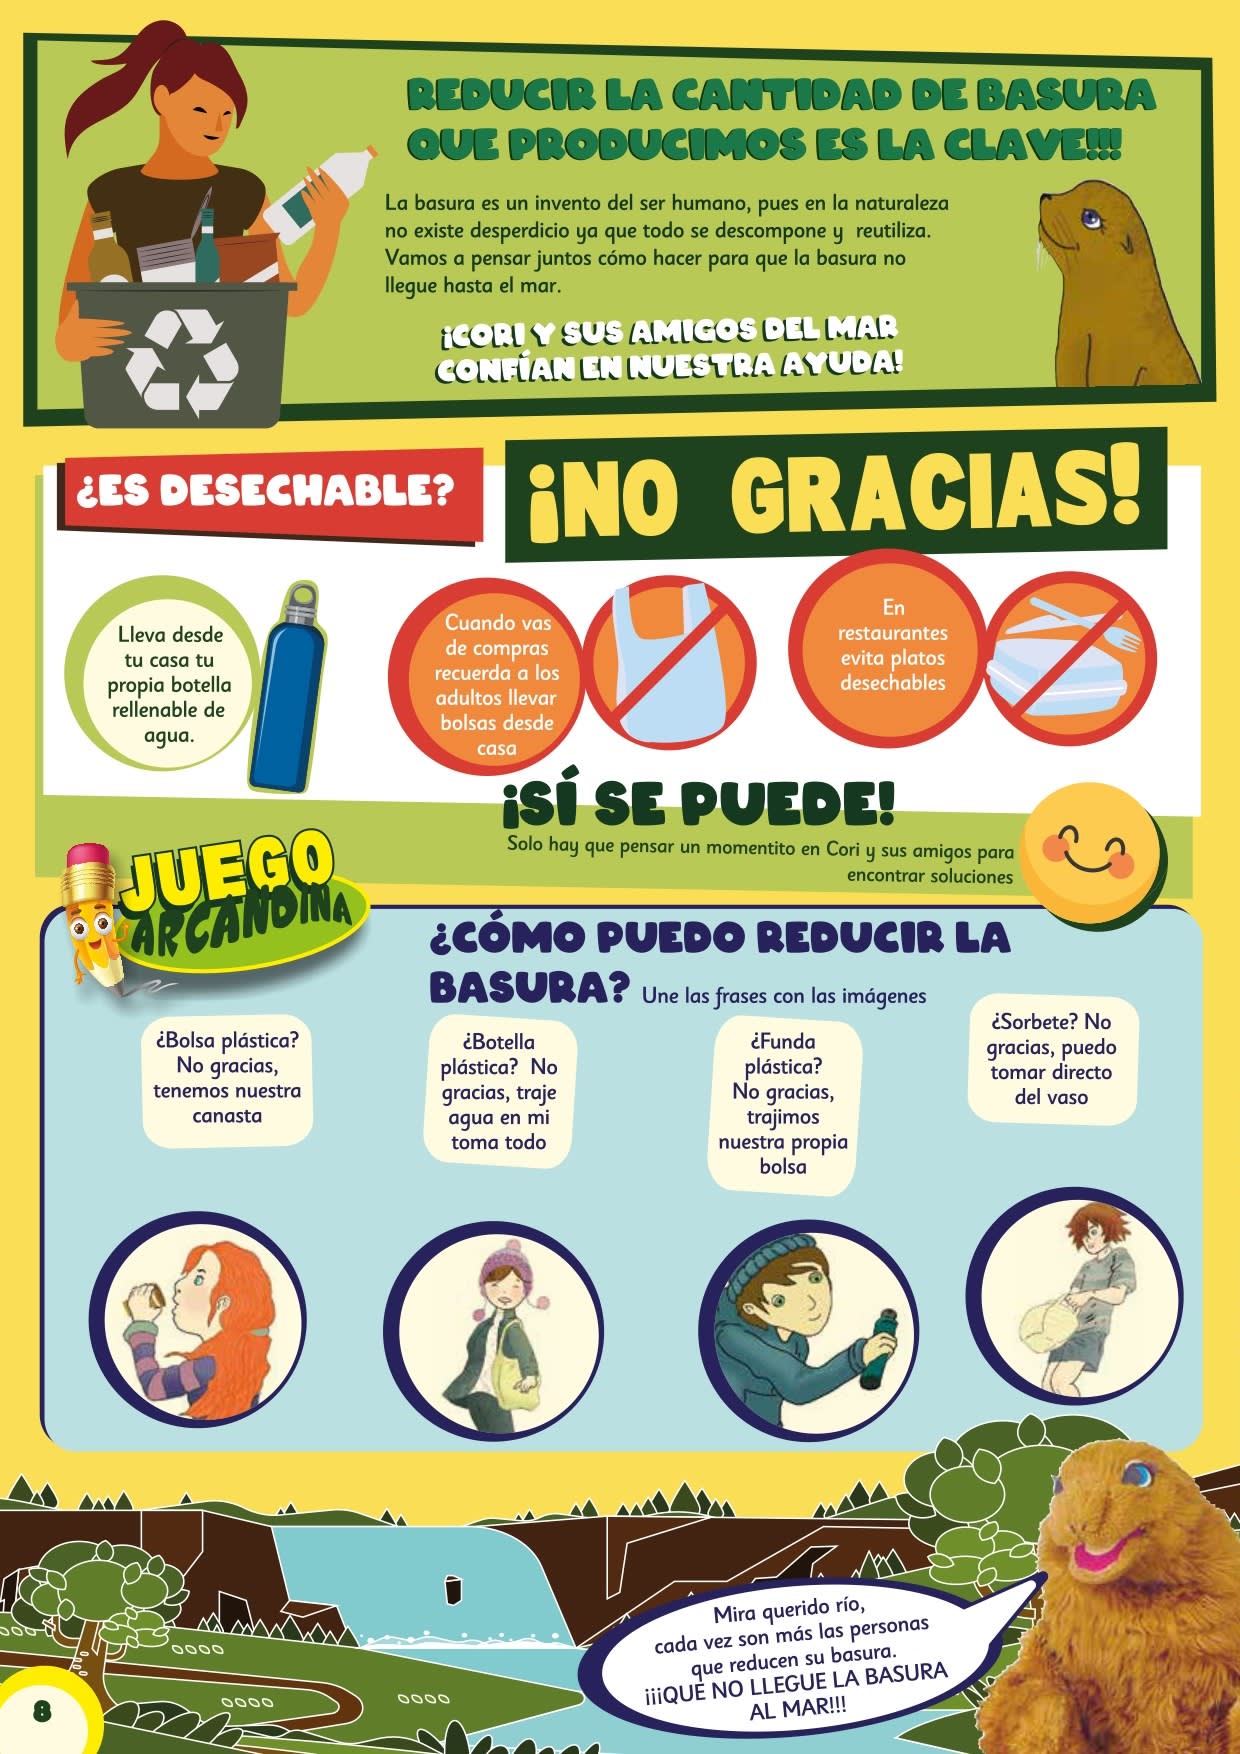 REDUCIR LA CANTIDAD DE BASURA
QUE PRODUCIMOS ES LA CLAVE!!!
La basura es un invento del ser humano, pues en la naturaleza
no existe desperdicio ya que todo se descompone y reutiliza.
Vamos a pensar juntos cómo hacer para que la basura no
llegue hasta el mar.
¡CORI Y SUS AMIGOS DEL MAR
CONFÍAN EN NUESTRA AYUDA!
¿ES DESECHABLE?
¡NO GRACIAS!
Lleva desde
tu casa tu
propia botella
rellenable de
agua.
Cuando vas
de compras
recuerda a los
adultos llevar
bolsas desde
casa
En
restaurantes
evita platos
desechables
¡SÍ SE PUEDE!
Solo hay que pensar un momentito en Cori y sus amigos para
encontrar soluciones
JUEGO
ARCANDINA
¿CÓMO PUEDO REDUCIR LA
BASURA? Une las frases con las imágenes
¿Bolsa plástica?
No gracias,
tenemos nuestra
canasta
¿Botella
plástica? No
gracias, traje
agua en mi
toma todo
¿Funda
plástica?
No gracias,
trajimos
nuestra propia
bolsa
¿Sorbete? No
gracias, puedo
tomar directo
del vaso
Mira querido río,
cada vez son más las personas
que reducen su basura.
¡¡¡QUE NO LLEGUE LA BASURA
AL MAR!!!
8